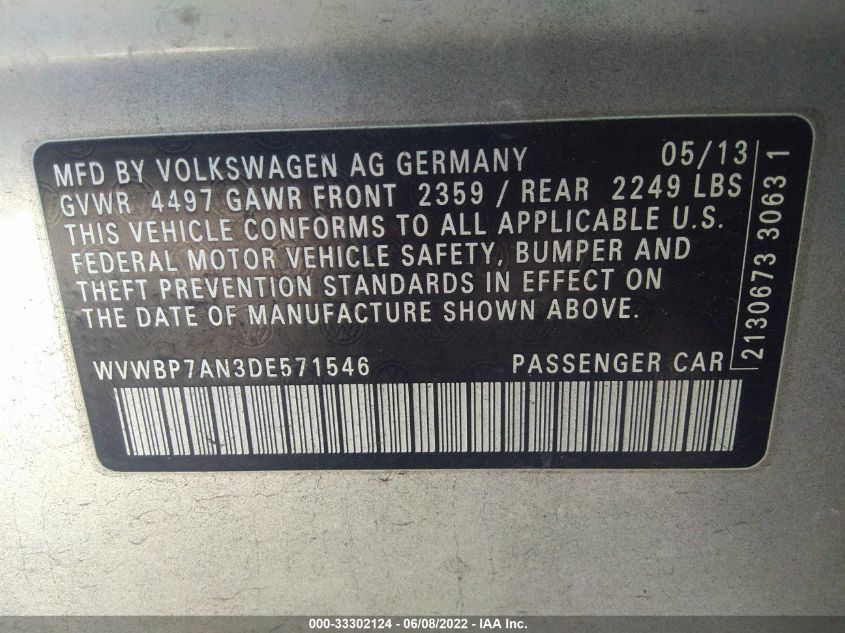 MFD BY VOLKSWAGEN AG GERMANY 05/13
GVWR 4497 GAWR FRONT 2359 / REAR 2249 LBS
THIS VEHICLE CONFORMS TO ALL APPLICABLE U.S.
FEDERAL MOTOR VEHICLE SAFETY, BUMPER AND
THEFT PREVENTION STANDARDS IN EFFECT ON
THE DATE OF MANUFACTURE SHOWN ABOVE.
WVWBP7AN3DE571546 PASSENGER CAR
2130673 3063 1
000-33302124 - 06/08/2022 - IAA Inc.